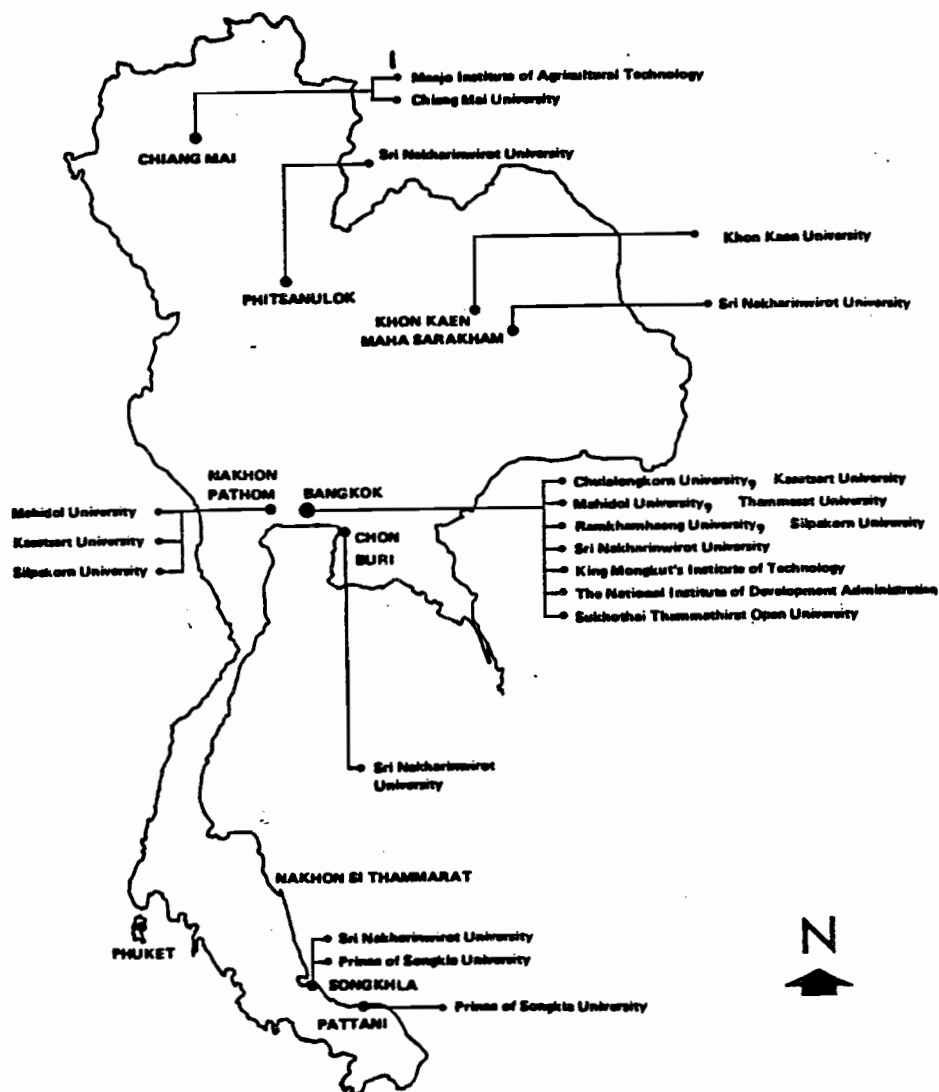 Maejo Institute of Agricultural Technology
Chiang Mai University
CHIANG MAI
Sri Nakharinwirot University
PHITSANULOK
Khon Kaen University
KHON KAEN
Sri Nakharinwirot University
MAHA SARAKHAM
NAKHON
PATHOM
BANGKOK
Mahidol University
Kasetsart University
Silpakorn University
Chulalongkorn University, Kasetsart University
Mahidol University, Thammasat University
Ramkhamhaeng University, Silpakorn University
Sri Nakharinwirot University
King Mongkut's Institute of Technology
The National Institute of Development Administration
Sukhothai Thammathirat Open University
CHON
BURI
Sri Nakharinwirot
University
NAKHON SI THAMMARAT
PHUKET
Sri Nakharinwirot University
Prince of Songkla University
SONGKHLA
PATTANI
Prince of Songkla University
N